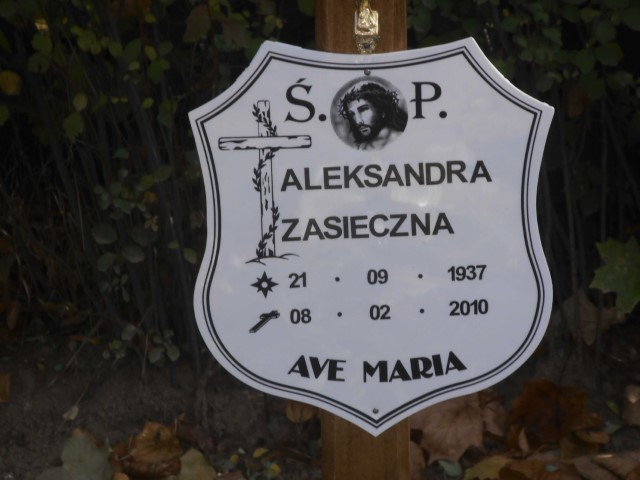 Ś. P.
ALEKSANDRA
ZASIECZNA
21 · 09 · 1937
08 · 02 · 2010
AVE MARIA